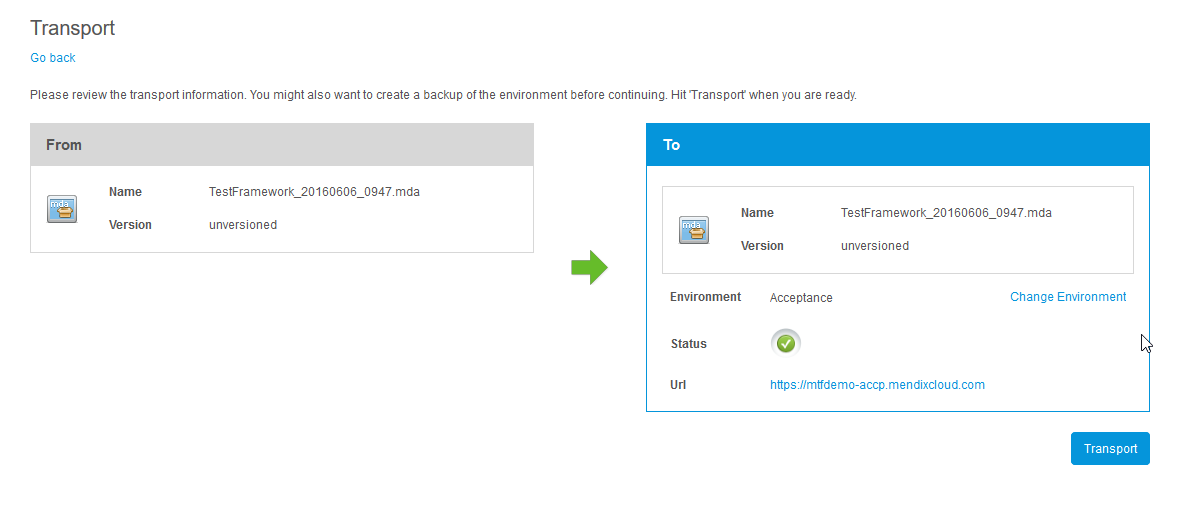 Transport
Go back
Please review the transport information. You might also want to create a backup of the environment before continuing. Hit 'Transport' when you are ready.
From
mda
Name TestFramework_20160606_0947.mda
Version unversioned
To
mda
Name TestFramework_20160606_0947.mda
Version unversioned
Environment Acceptance Change Environment
Status
Url https://mtfdemo-accp.mendixcloud.com
Transport